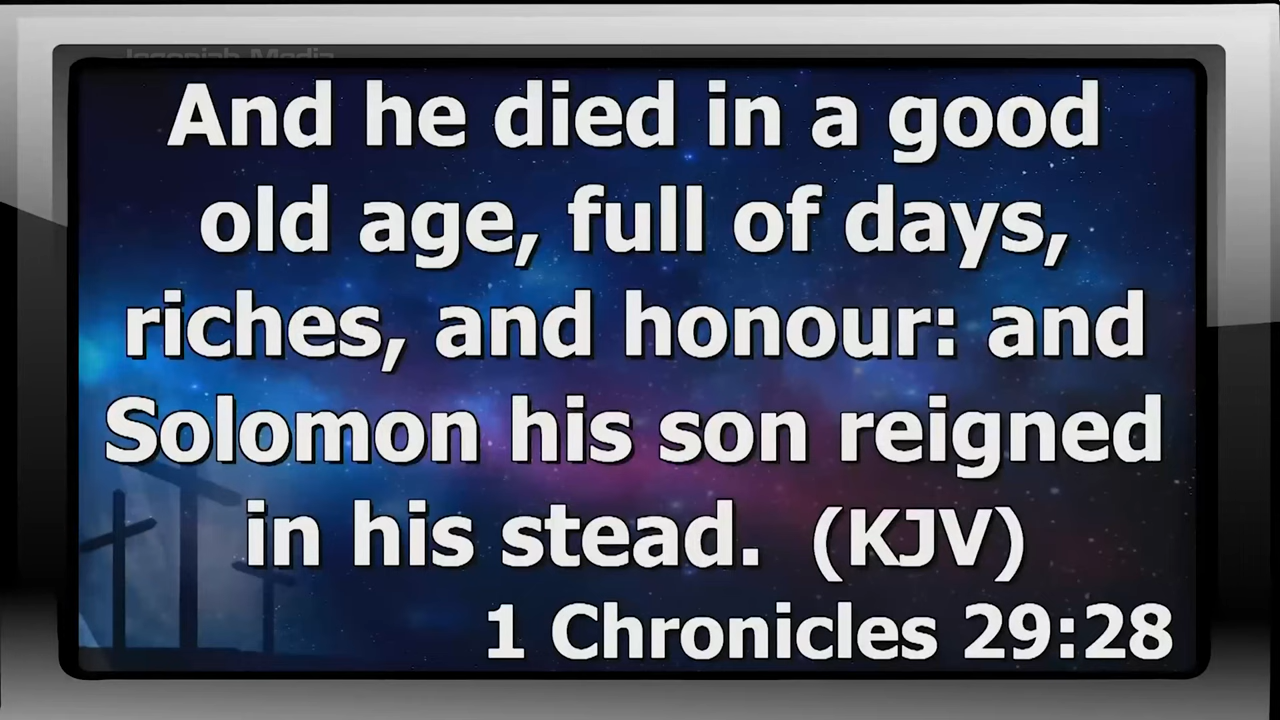 And he died in a good
old age, full of days,
riches, and honour: and
Solomon his son reigned
in his stead. (KJV)
1 Chronicles 29:28